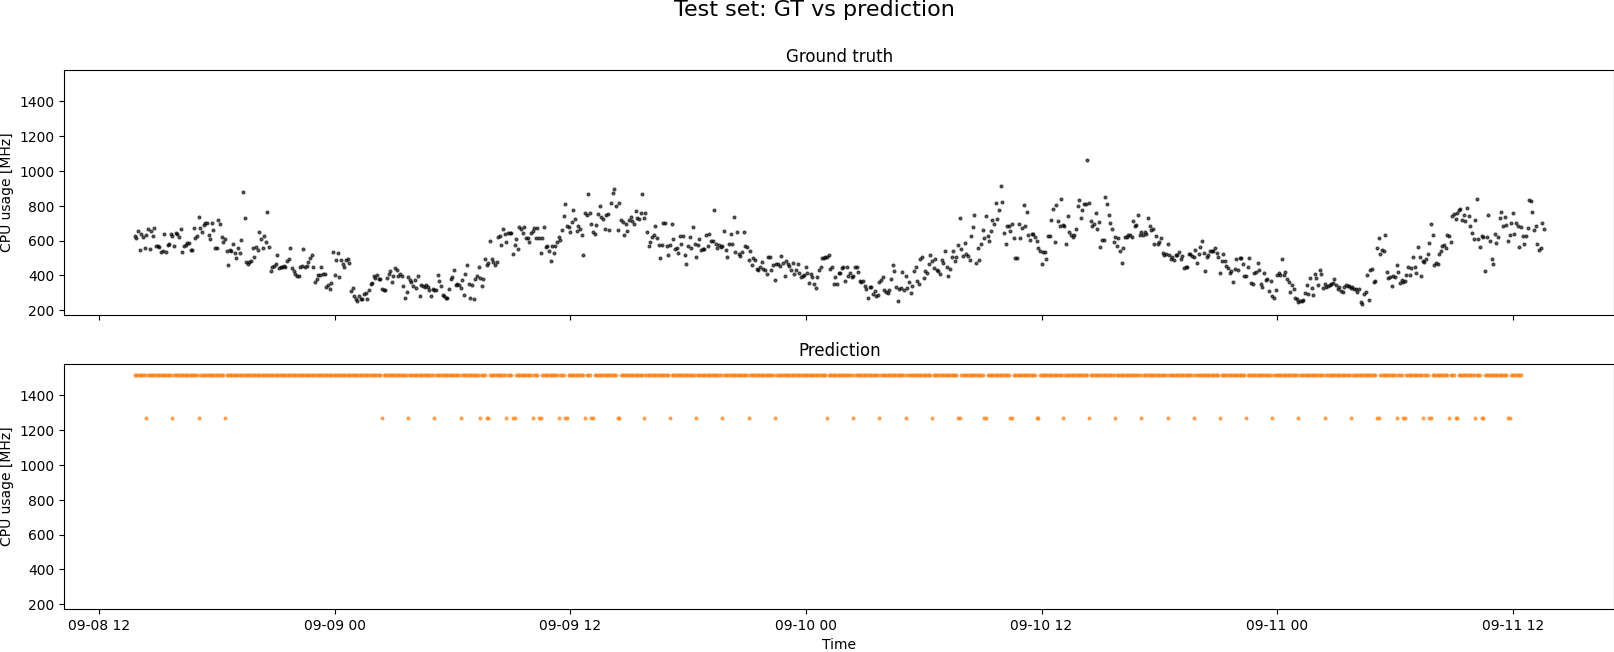 Test set: GT vs prediction
Ground truth
CPU usage [MHz]
1400
1200
1000
800
600
400
200
Prediction
CPU usage [MHz]
1400
1200
1000
800
600
400
200
09-08 12 09-09 00 09-09 12 09-10 00 09-10 12 09-11 00 09-11 12
Time